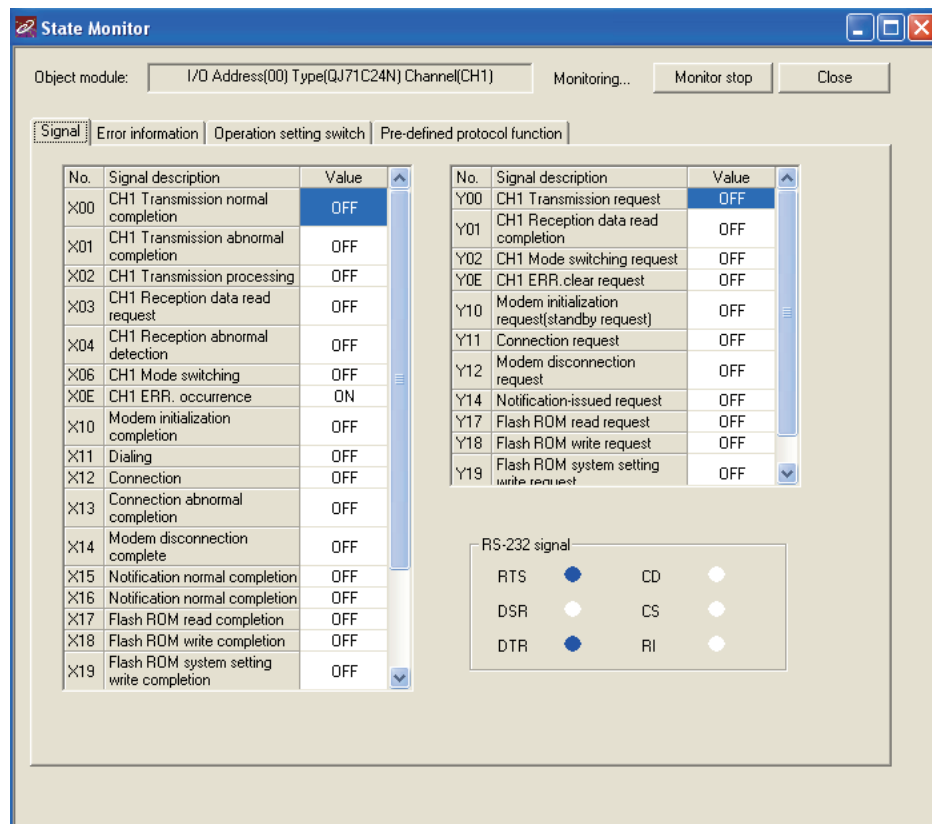 State Monitor
Object module: I/O Address(00) Type(QJ71C24N) Channel(CH1) Monitoring... Monitor stop Close
Signal Error information Operation setting switch Pre-defined protocol function
No. Signal description Value
X00 CH1 Transmission normal completion OFF
X01 CH1 Transmission abnormal completion OFF
X02 CH1 Transmission processing OFF
X03 CH1 Reception data read request OFF
X04 CH1 Reception abnormal detection OFF
X06 CH1 Mode switching OFF
X0E CH1 ERR. occurrence ON
X10 Modem initialization completion OFF
X11 Dialing OFF
X12 Connection OFF
X13 Connection abnormal completion OFF
X14 Modem disconnection complete OFF
X15 Notification normal completion OFF
X16 Notification normal completion OFF
X17 Flash ROM read completion OFF
X18 Flash ROM write completion OFF
X19 Flash ROM system setting write completion OFF
No. Signal description Value
Y00 CH1 Transmission request OFF
Y01 CH1 Reception data read completion OFF
Y02 CH1 Mode switching request OFF
Y0E CH1 ERR.clear request OFF
Y10 Modem initialization request(standby request) OFF
Y11 Connection request OFF
Y12 Modem disconnection request OFF
Y14 Notification-issued request OFF
Y17 Flash ROM read request OFF
Y18 Flash ROM write request OFF
Y19 Flash ROM system setting write request OFF
RS-232 signal
RTS CD
DSR CS
DTR RI